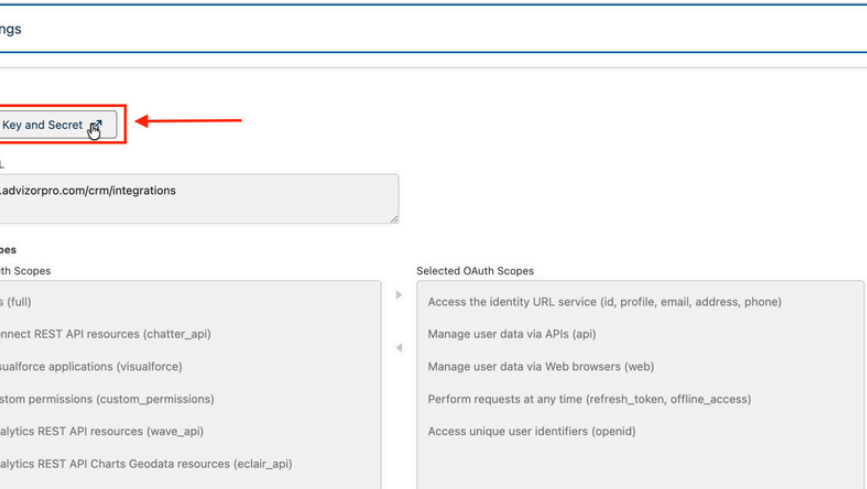 ngs
Key and Secret
L
.advizorpro.com/crm/integrations
pes
th Scopes
Selected OAuth Scopes
s (full)
nnect REST API resources (chatter_api)
sualforce applications (visualforce)
stom permissions (custom_permissions)
alytics REST API resources (wave_api)
alytics REST API Charts Geodata resources (eclair_api)
Access the identity URL service (id, profile, email, address, phone)
Manage user data via APIs (api)
Manage user data via Web browsers (web)
Perform requests at any time (refresh_token, offline_access)
Access unique user identifiers (openid)